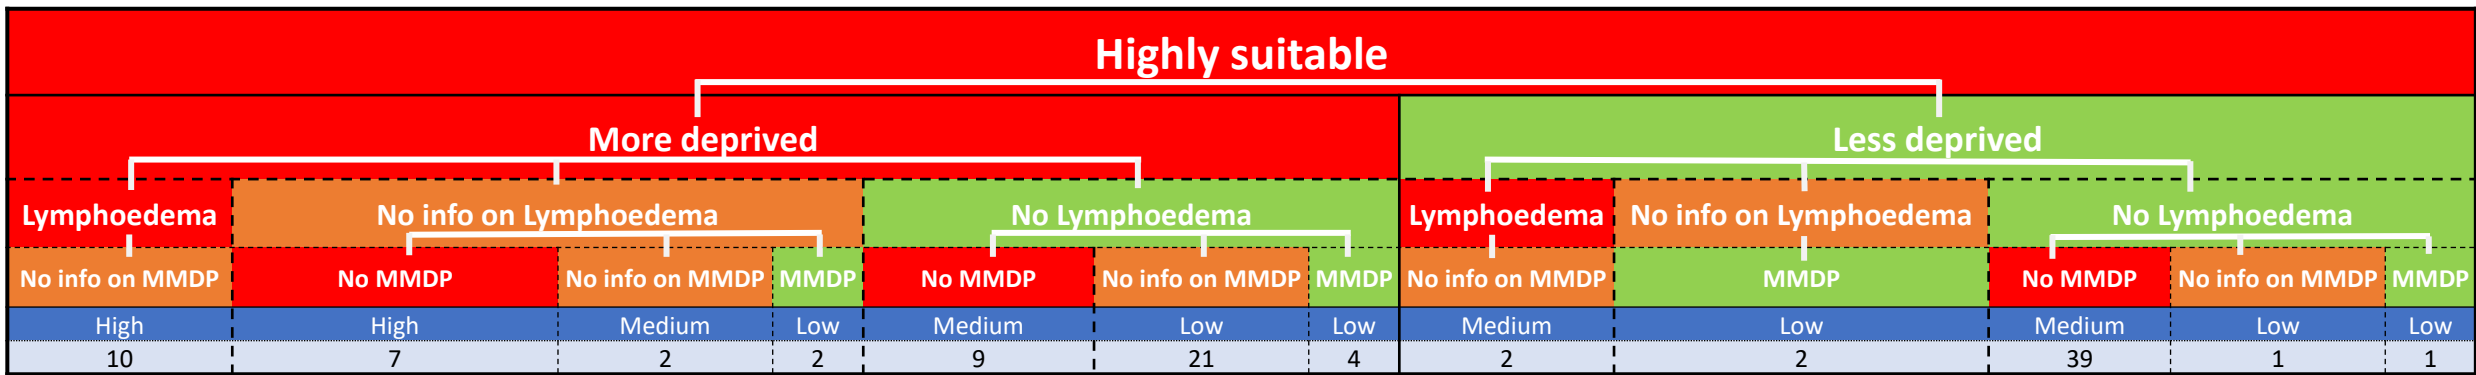 Highly suitable
More deprived Less deprived
Lymphoedema No info on Lymphoedema No Lymphoedema Lymphoedema No info on Lymphoedema No Lymphoedema
No info on MMDP No MMDP No info on MMDP MMDP No MMDP No info on MMDP MMDP No info on MMDP MMDP No MMDP No info on MMDP MMDP
High High Medium Low Medium Low Low Medium Low Medium Low Low
10 7 2 2 9 21 4 2 2 39 1 1